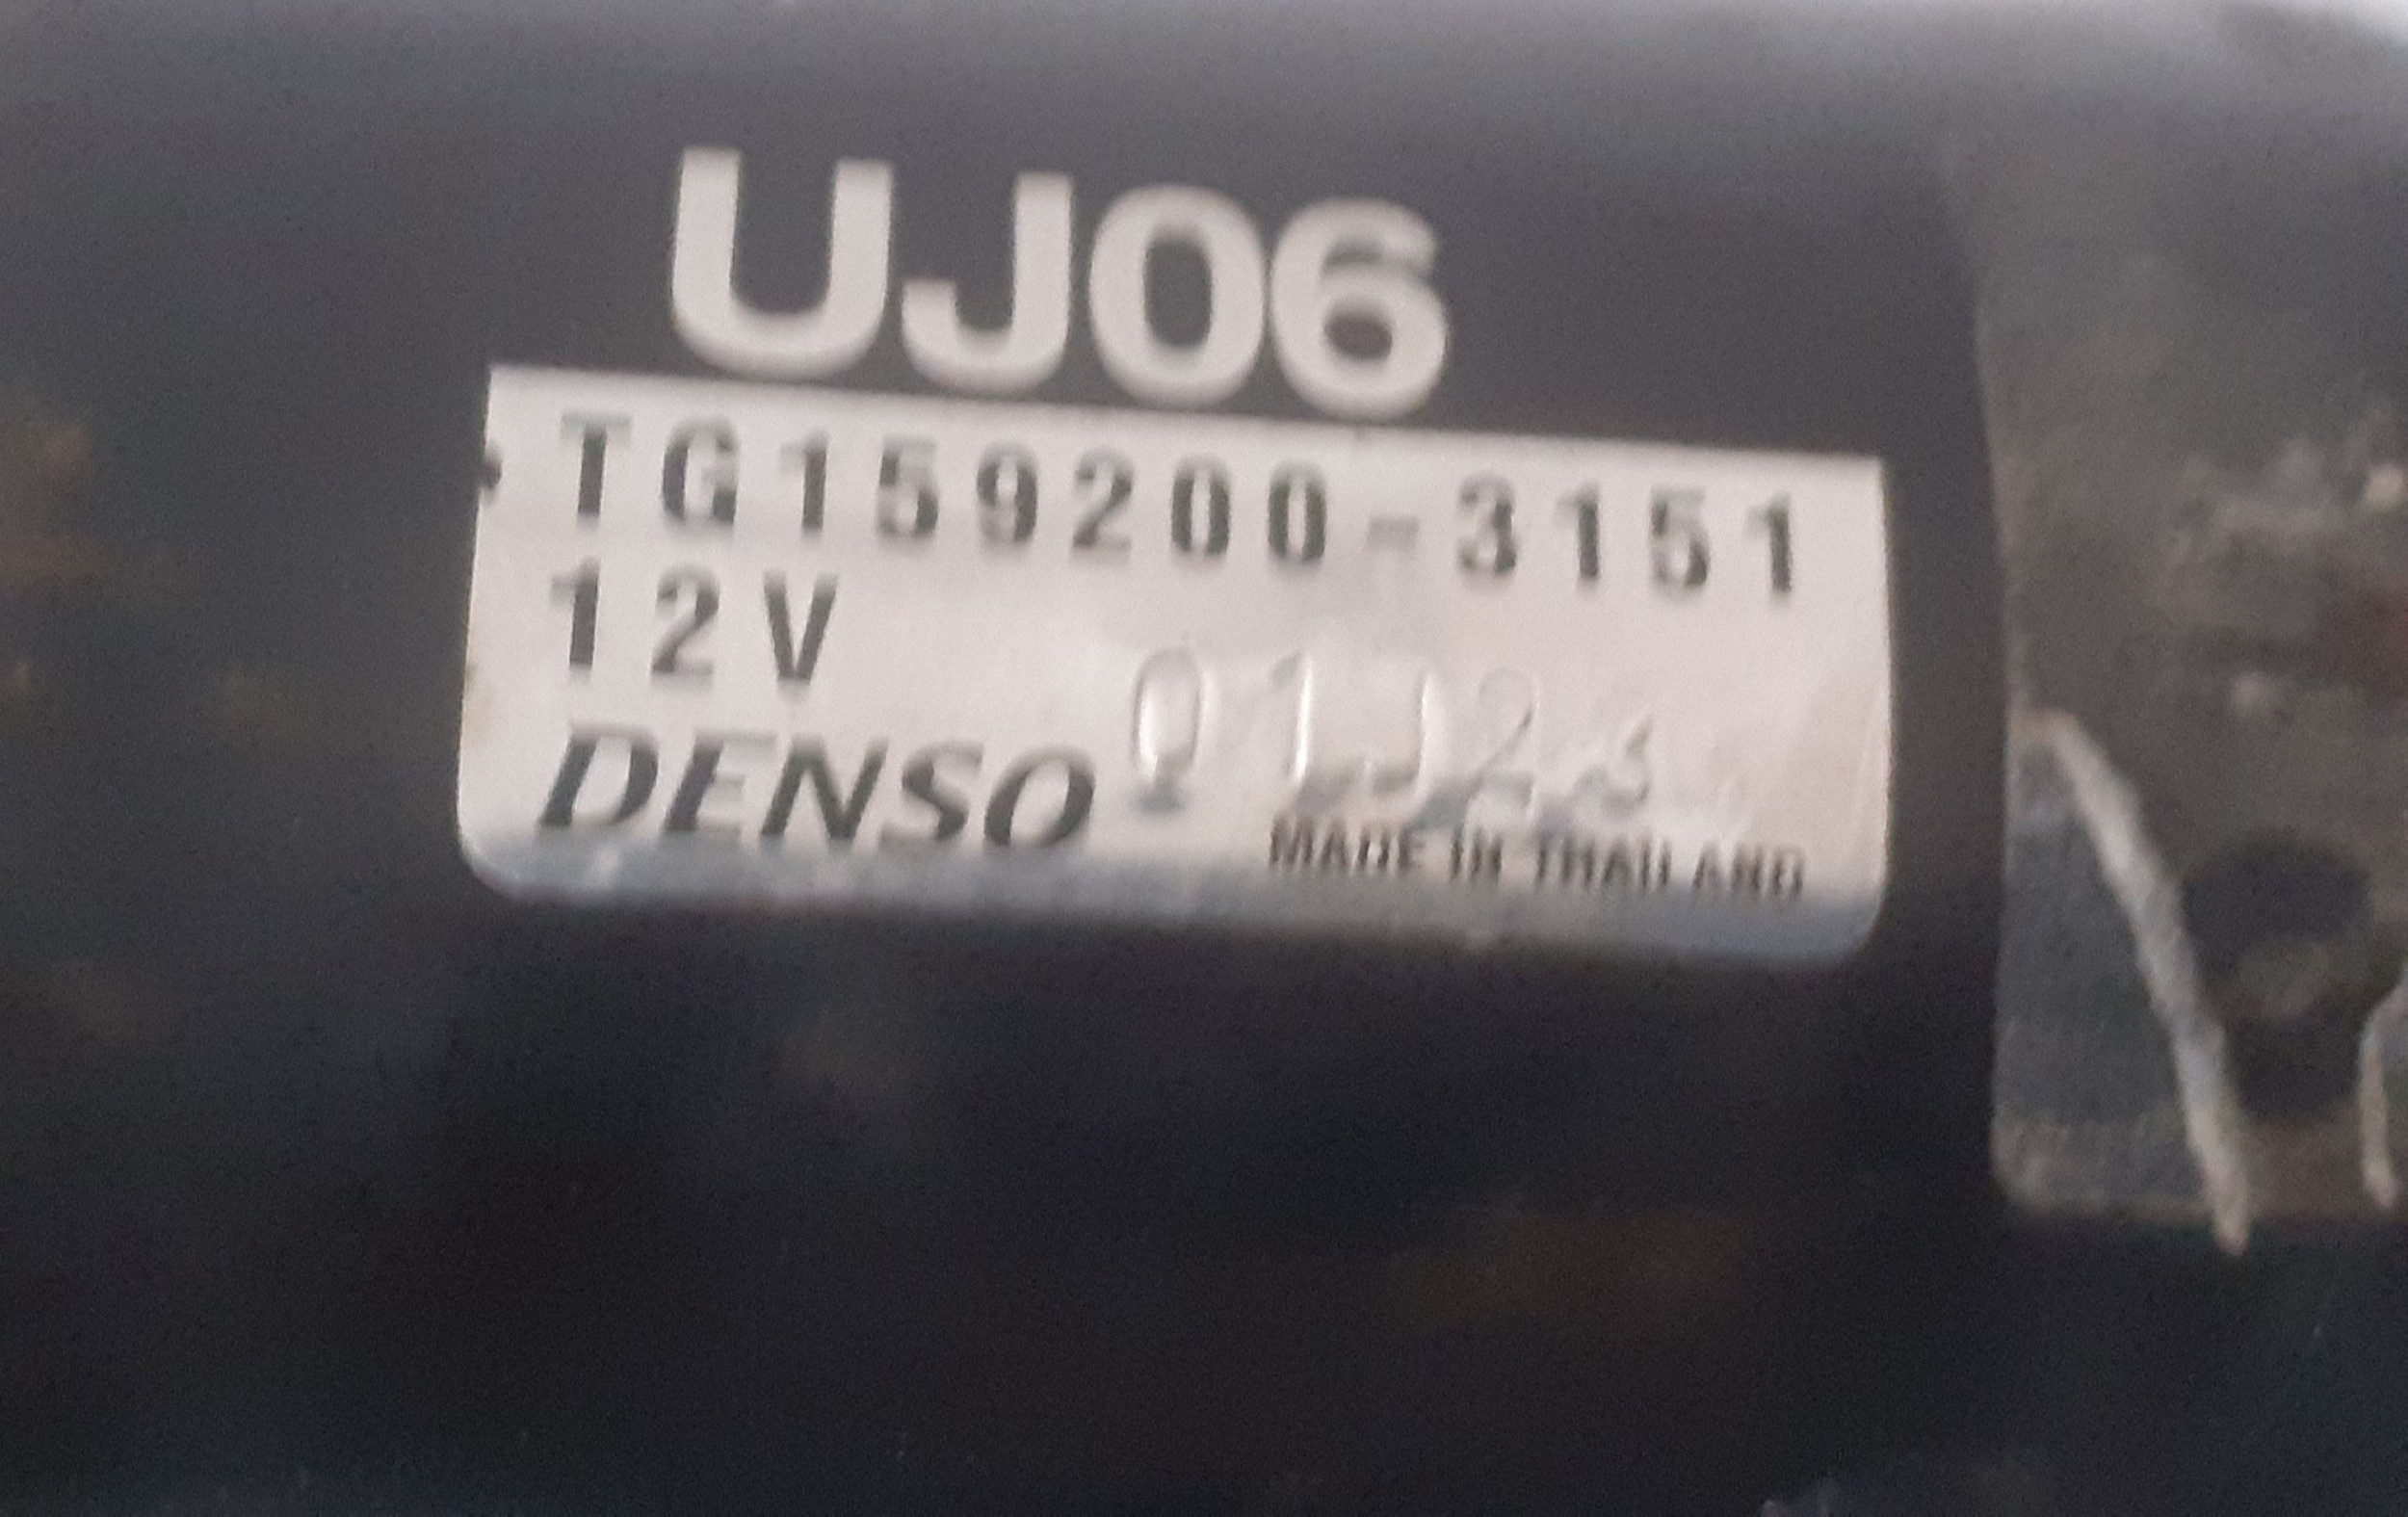 UJ06
TG159200-3151
12V
DENSO
MADE IN THAILAND